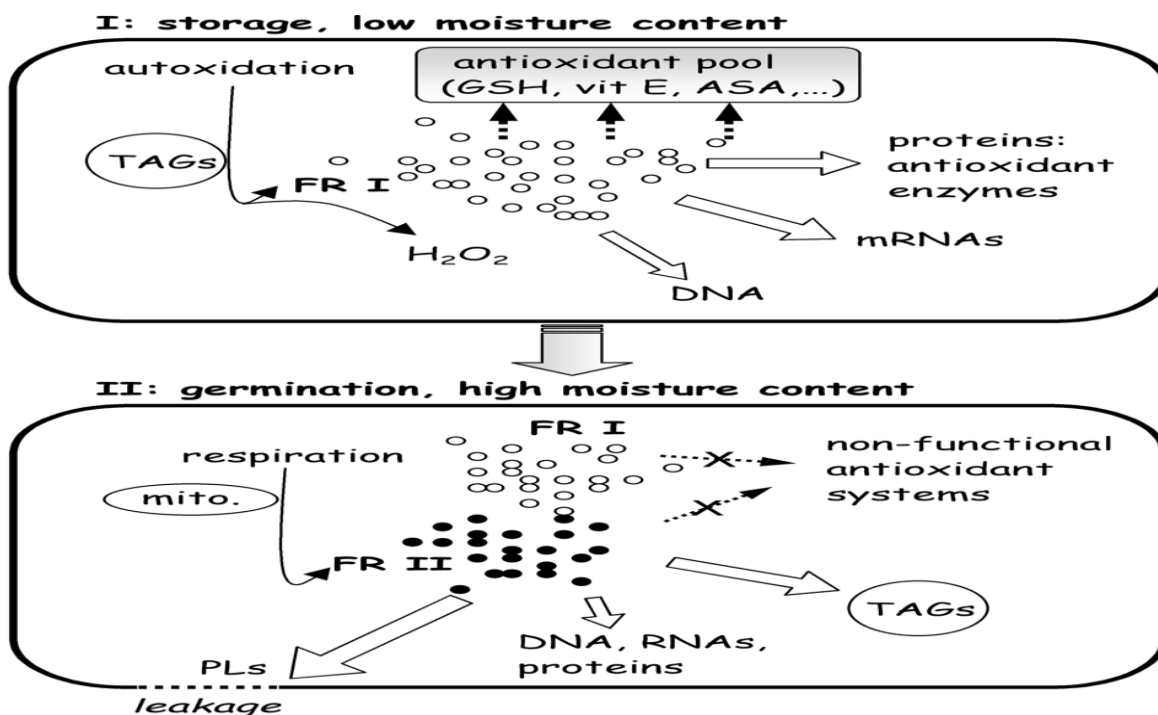 I: storage, low moisture content
autoxidation
antioxidant pool
(GSH, vit E, ASA,...)
TAGs
FR I
H₂O₂
proteins:
antioxidant
enzymes
mRNAs
DNA
II: germination, high moisture content
FR I
respiration
mito.
non-functional
antioxidant
systems
X
X
FR II
TAGs
DNA, RNAs,
proteins
PLs
leakage